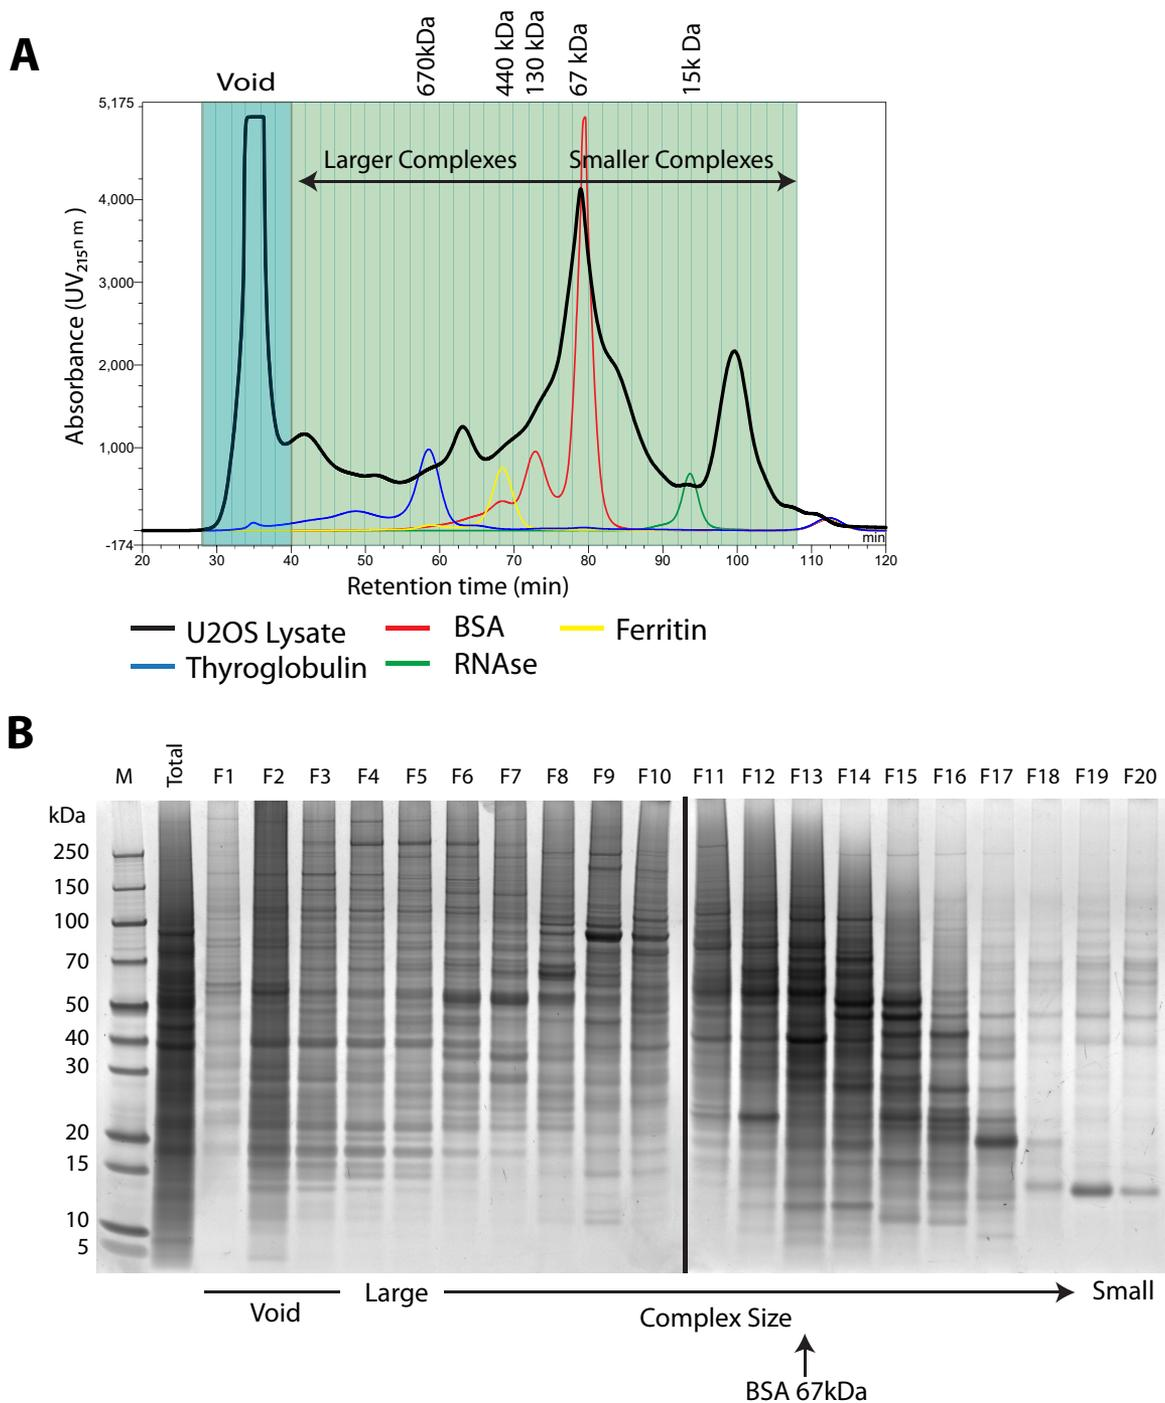 A
670kDa
440 kDa
130 kDa
67 kDa
15k Da
Void
5,175
Larger Complexes
Smaller Complexes
4,000
3,000
2,000
1,000
-174
Absorbance (UV215n m )
min
20 30 40 50 60 70 80 90 100 110 120
Retention time (min)
U2OS Lysate
BSA
Ferritin
Thyroglobulin
RNAse
B
M Total F1 F2 F3 F4 F5 F6 F7 F8 F9 F10 F11 F12 F13 F14 F15 F16 F17 F18 F19 F20
kDa
250
150
100
70
50
40
30
20
15
10
5
Void
Large
Complex Size
Small
BSA 67kDa